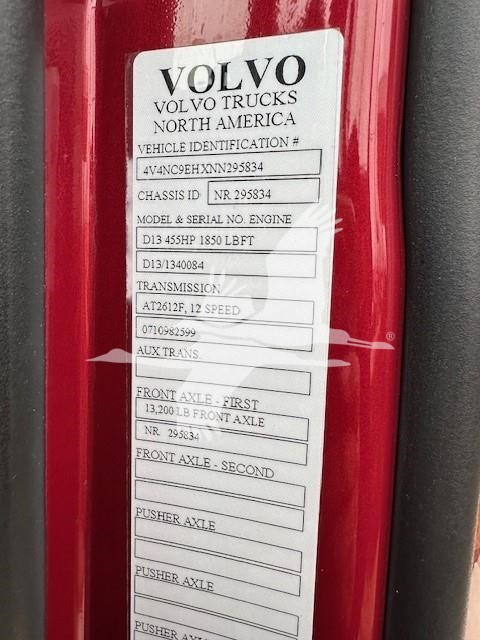 VOLVO
VOLVO TRUCKS
NORTH AMERICA
VEHICLE IDENTIFICATION #
4V4NC9EHXNN295834
CHASSIS ID NR 295834
MODEL & SERIAL NO. ENGINE
D13 455HP 1850 LBFT
D13/1340084
TRANSMISSION
AT2612F, 12 SPEED
0710982599
AUX TRANS.
FRONT AXLE - FIRST
13,200 LB FRONT AXLE
NR 295834
FRONT AXLE - SECOND
PUSHER AXLE
PUSHER AXLE
PUSHER AXLE
®